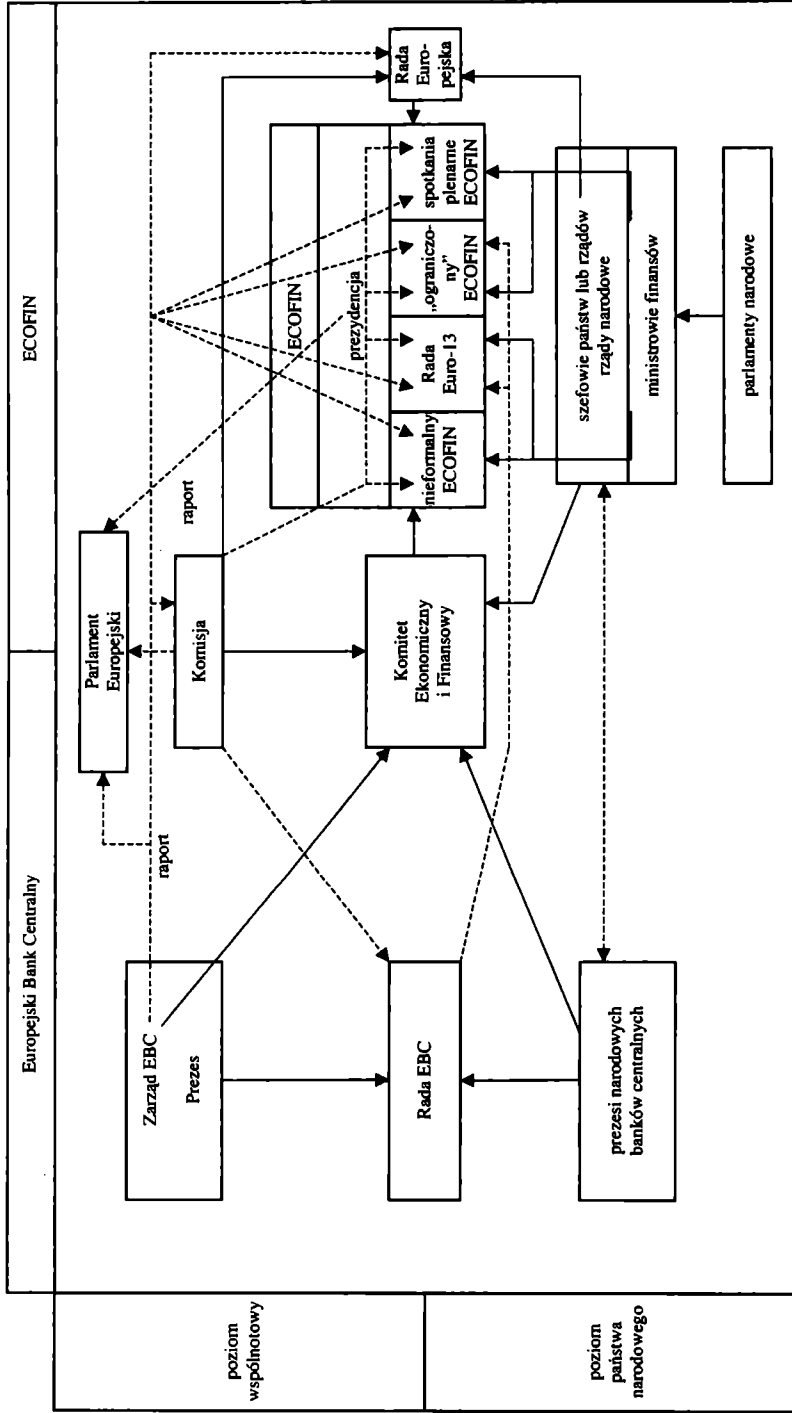 Europejski Bank Centralny
ECOFIN
poziom
wspólnotowy
poziom
państwa
narodowego
Zarząd EBC
Prezes
raport
Parlament
Europejski
Komisja
raport
Rada EBC
Komitet
Ekonomiczny
i Finansowy
ECOFIN
prezydencja
nieformalny
ECOFIN
Rada
Euro-13
„ograniczo-
ny”
ECOFIN
spotkania
plenarne
ECOFIN
Rada
Euro-
pejska
prezesi narodowych
banków centralnych
szefowie państw lub rządów
rządy narodowe
ministrowie finansów
parlamenty narodowe